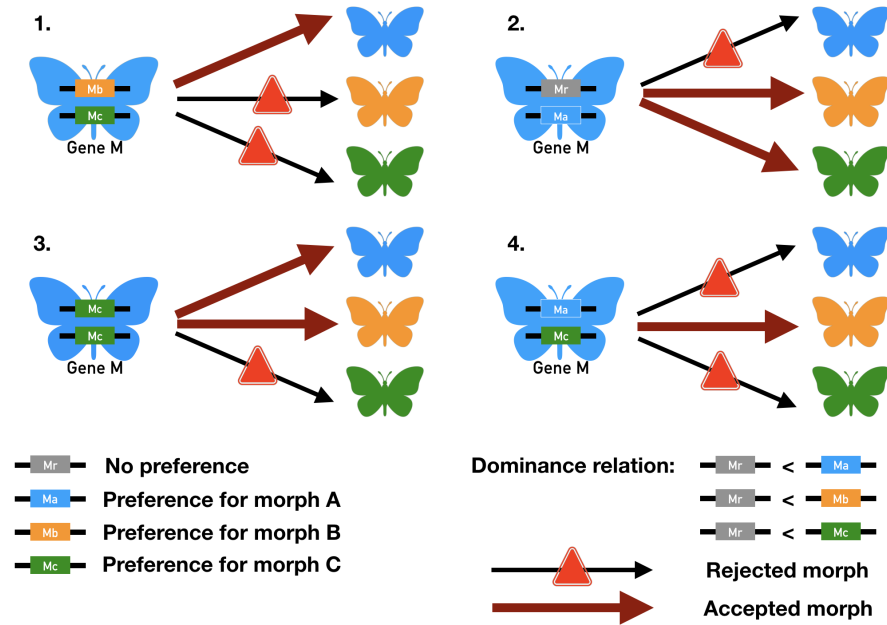 1.
Mb
Mc
Gene M
2.
Mr
Ma
Gene M
3.
Mc
Mc
Gene M
4.
Ma
Mc
Gene M
Mr No preference
Ma Preference for morph A
Mb Preference for morph B
Mc Preference for morph C
Dominance relation: Mr < Ma
Mr < Mb
Mr < Mc
Rejected morph
Accepted morph